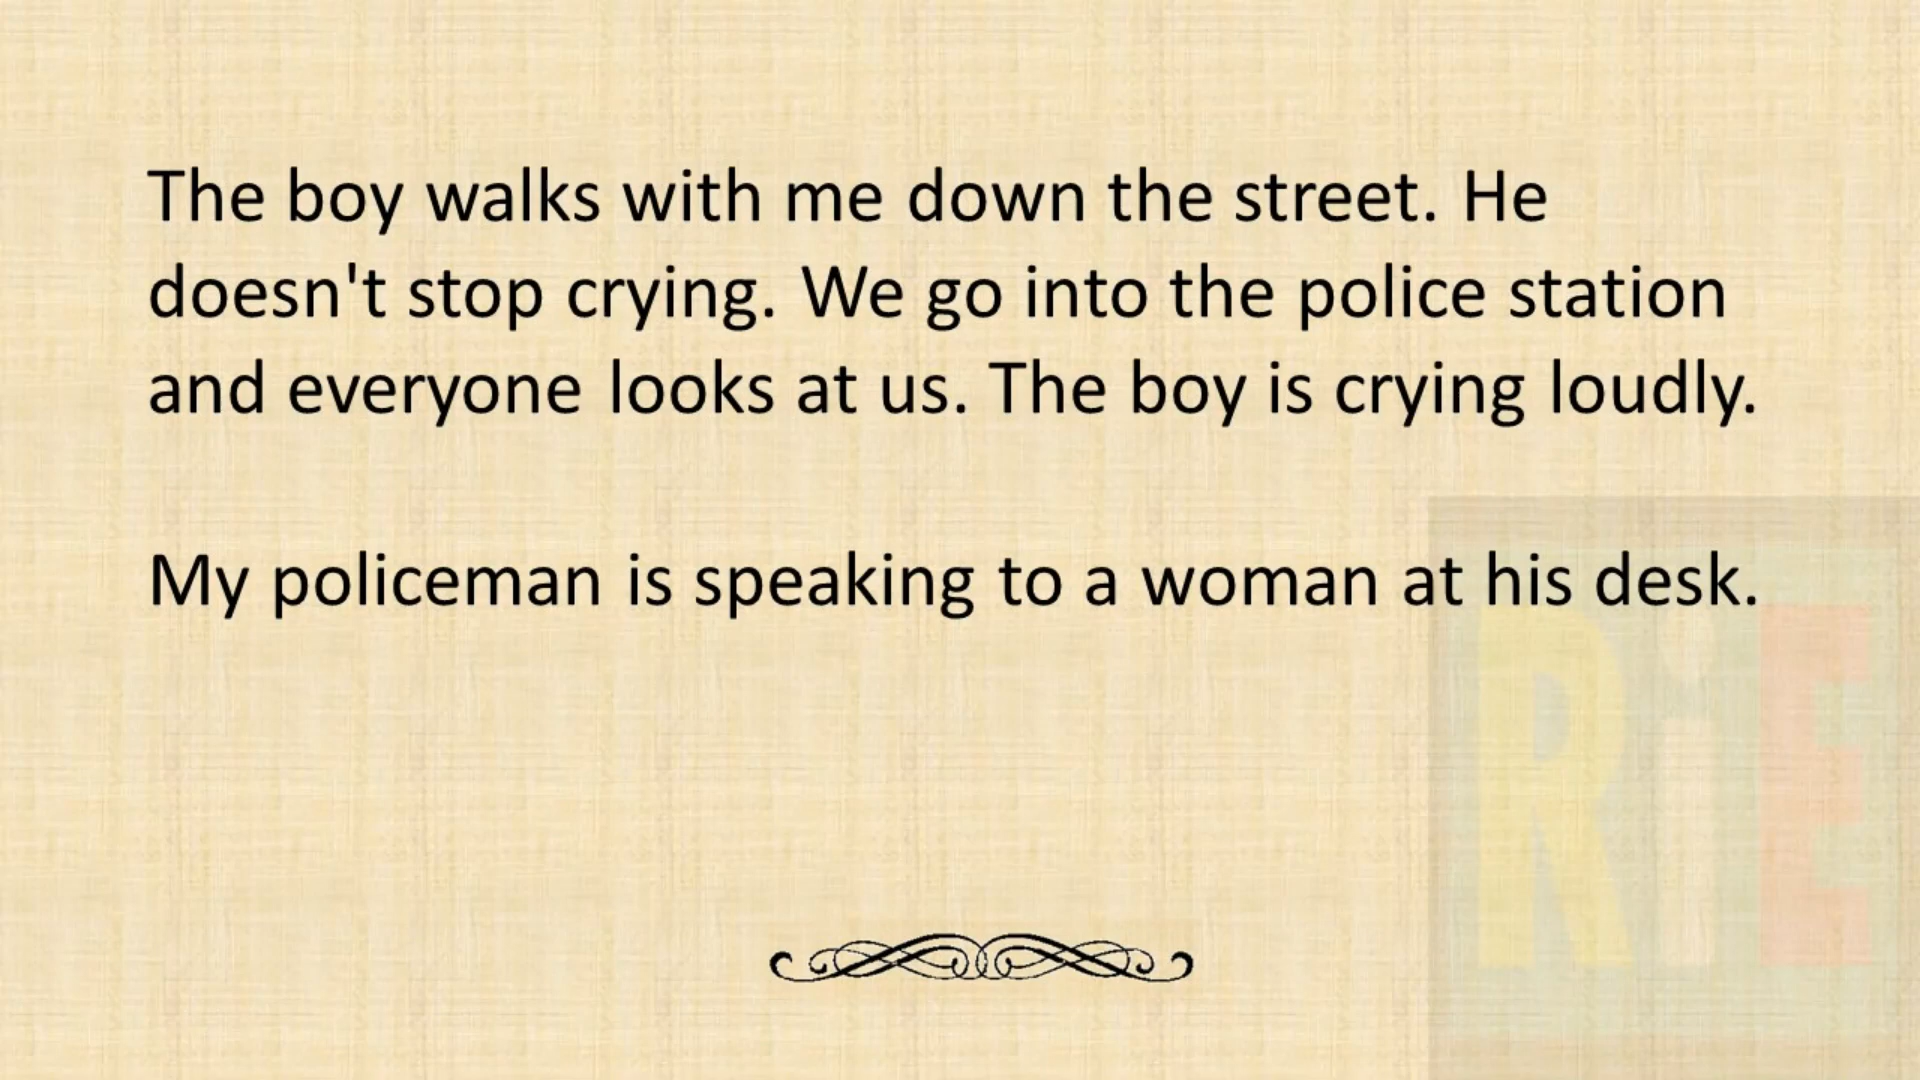 The boy walks with me down the street. He
doesn't stop crying. We go into the police station
and everyone looks at us. The boy is crying loudly.
My policeman is speaking to a woman at his desk.
RiE